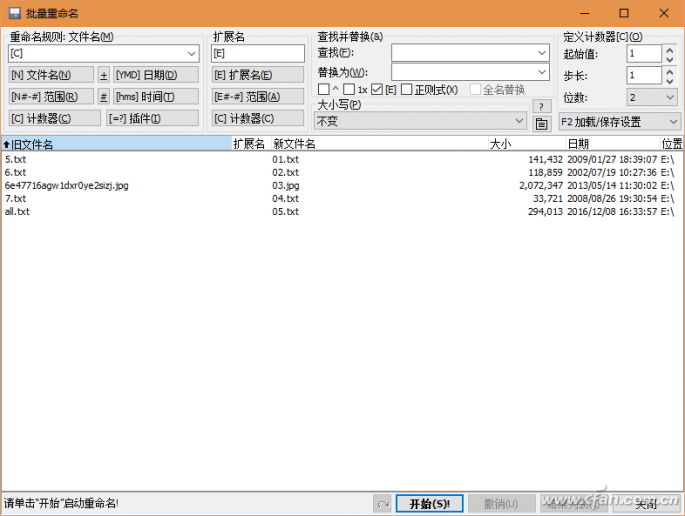 批量重命名
重命名规则: 文件名(M)
扩展名
查找并替换(&)
定义计数器[C](O)
[C]
[E]
查找(F):
起始值:
1
[N] 文件名(N)
+
[YMD] 日期(D)
[E] 扩展名(E)
替换为(W):
步长:
1
[N#-#] 范围(R)
#
[hms] 时间(T)
[E#-#] 范围(A)
^
1x
[E]
正则式(X)
全名替换
位数:
2
[C] 计数器(C)
[=?] 插件(I)
[C] 计数器(C)
大小写(P)
?
不变
F2 加载/保存设置
旧文件名
扩展名
新文件名
大小
日期
位置
5.txt 01.txt 141,432 2009/01/27 18:39:07 E:\
6.txt 02.txt 118,859 2002/07/19 10:27:36 E:\
6e47716agw1dxr0ye2sizj.jpg 03.jpg 2,072,347 2013/05/14 11:30:02 E:\
7.txt 04.txt 33,721 2008/08/26 19:30:54 E:\
all.txt 05.txt 294,013 2016/12/08 16:33:57 E:\
请单击“开始”启动重命名!
开始(S)!
撤销(U)
结果列表(L)
关闭
www.cfan.com.cn